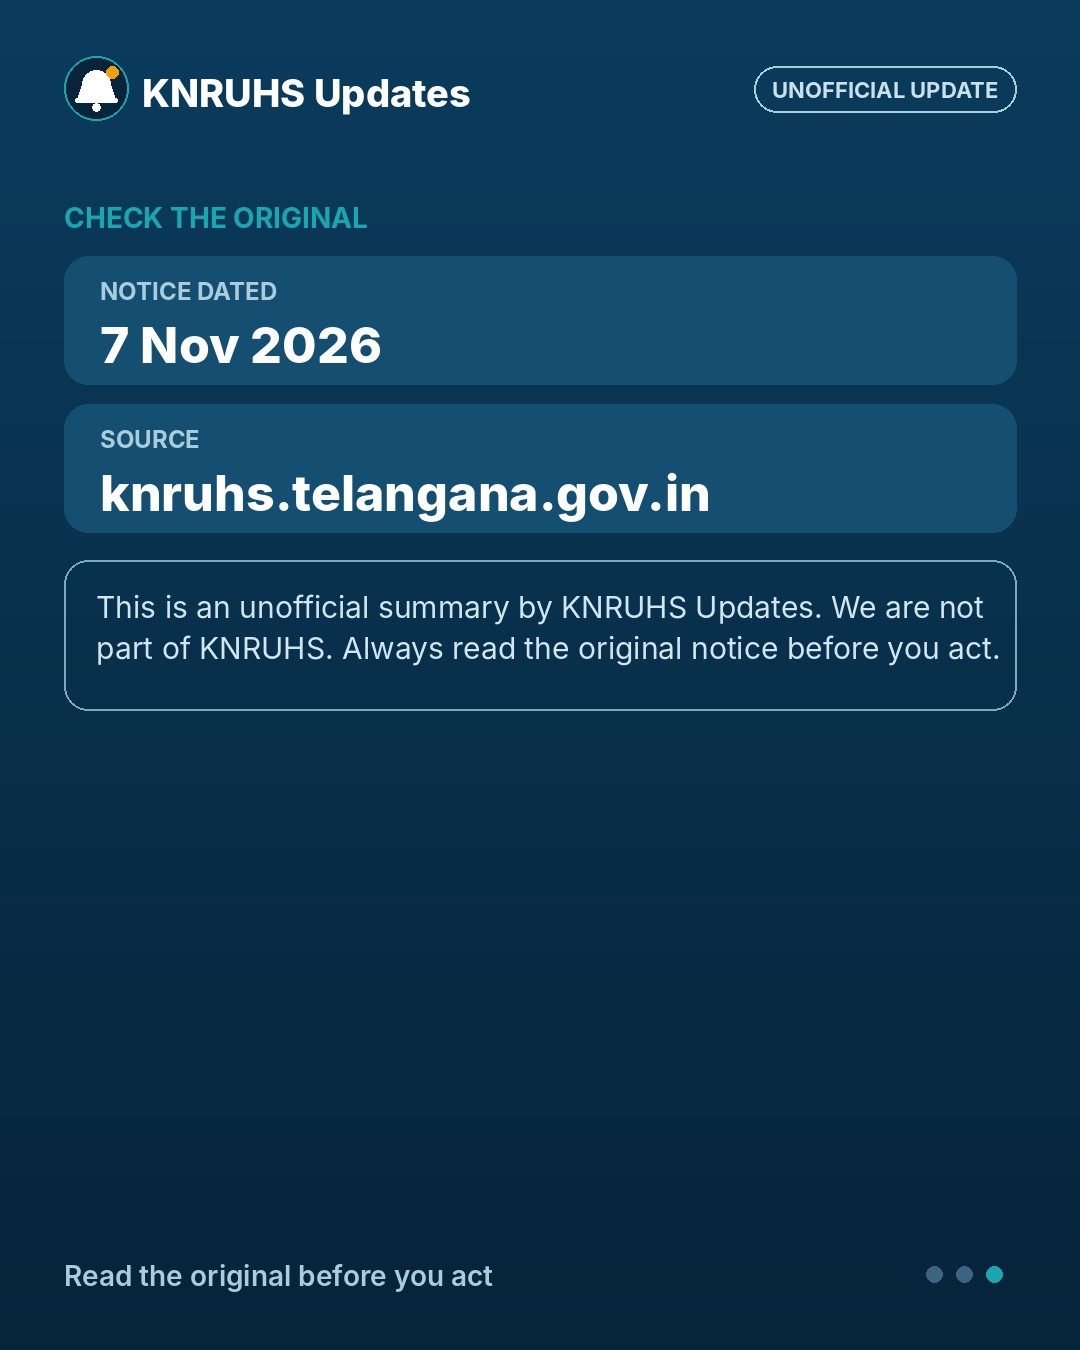 KNRUHS Updates
UNOFFICIAL UPDATE
CHECK THE ORIGINAL
NOTICE DATED
7 Nov 2026
SOURCE
knruhs.telangana.gov.in
This is an unofficial summary by KNRUHS Updates. We are not
part of KNRUHS. Always read the original notice before you act.
Read the original before you act